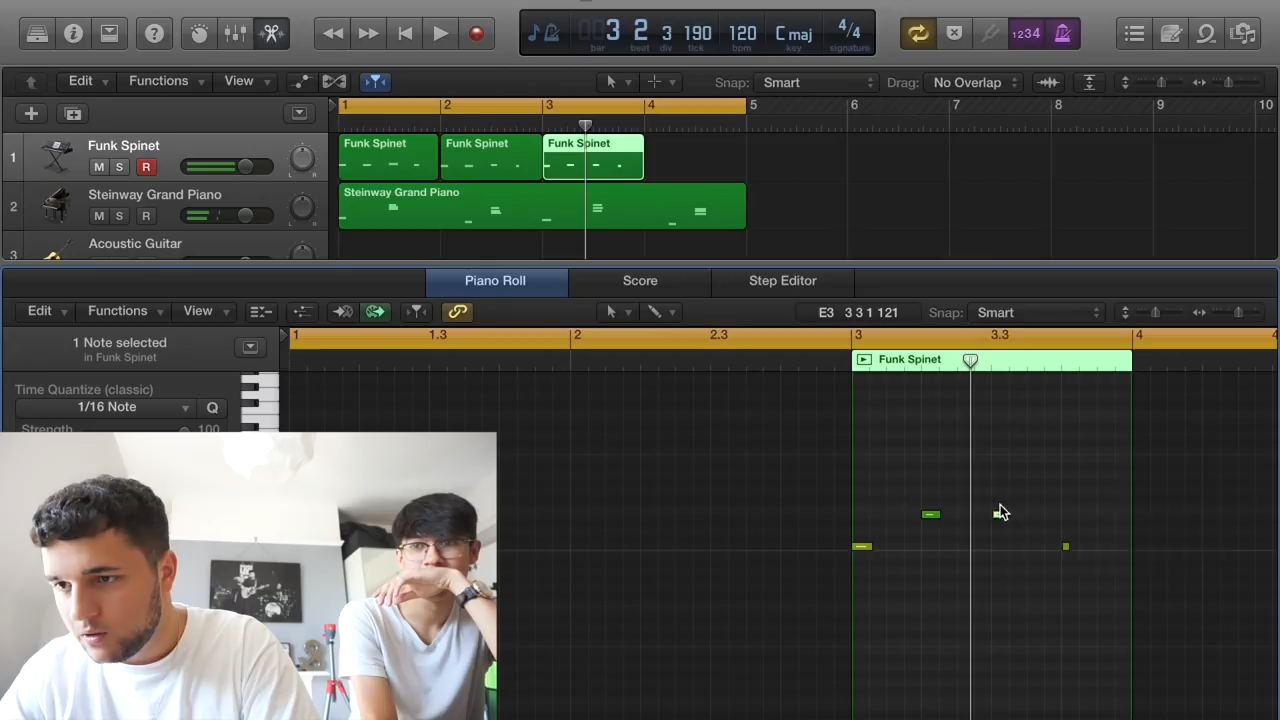 3 2 3 190 120 C maj 4/4
bar beat div tick bpm key signature
1234
Edit Functions View Snap: Smart Drag: No Overlap
1 2 3 4 5 6 7 8 9 10
1 Funk Spinet
M S R L R
Funk Spinet Funk Spinet Funk Spinet
2 Steinway Grand Piano
M S R L R
Steinway Grand Piano
3 Acoustic Guitar
Piano Roll Score Step Editor
Edit Functions View E3 3 3 1 121 Snap: Smart
1 1.3 2 2.3 3 3.3 4
1 Note selected
in Funk Spinet
Funk Spinet
Time Quantize (classic)
1/16 Note Q
Strength 100